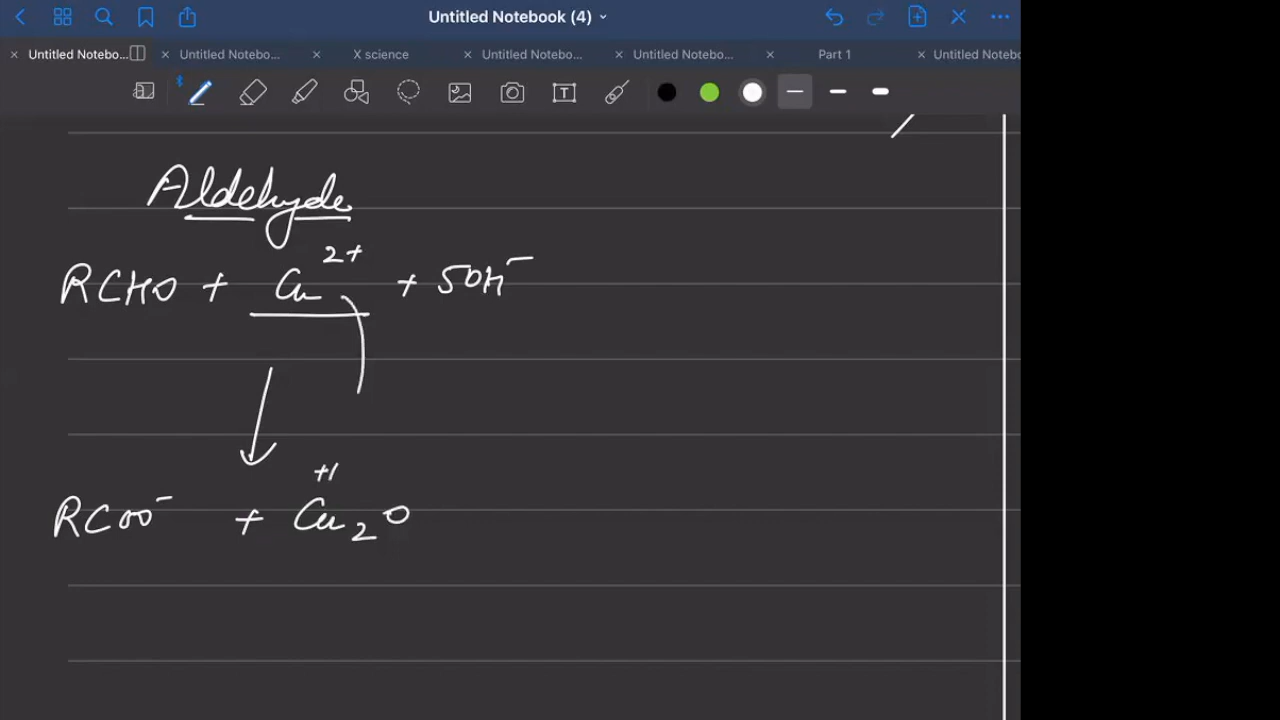 Untitled Notebook (4)
Untitled Notebo... Untitled Notebo... X science Untitled Notebo... Untitled Notebo... Part 1 Untitled Notebo
T
Aldehyde
RCHO + Cu²⁺ + 5OH⁻
+1
RCOO⁻ + Cu₂O